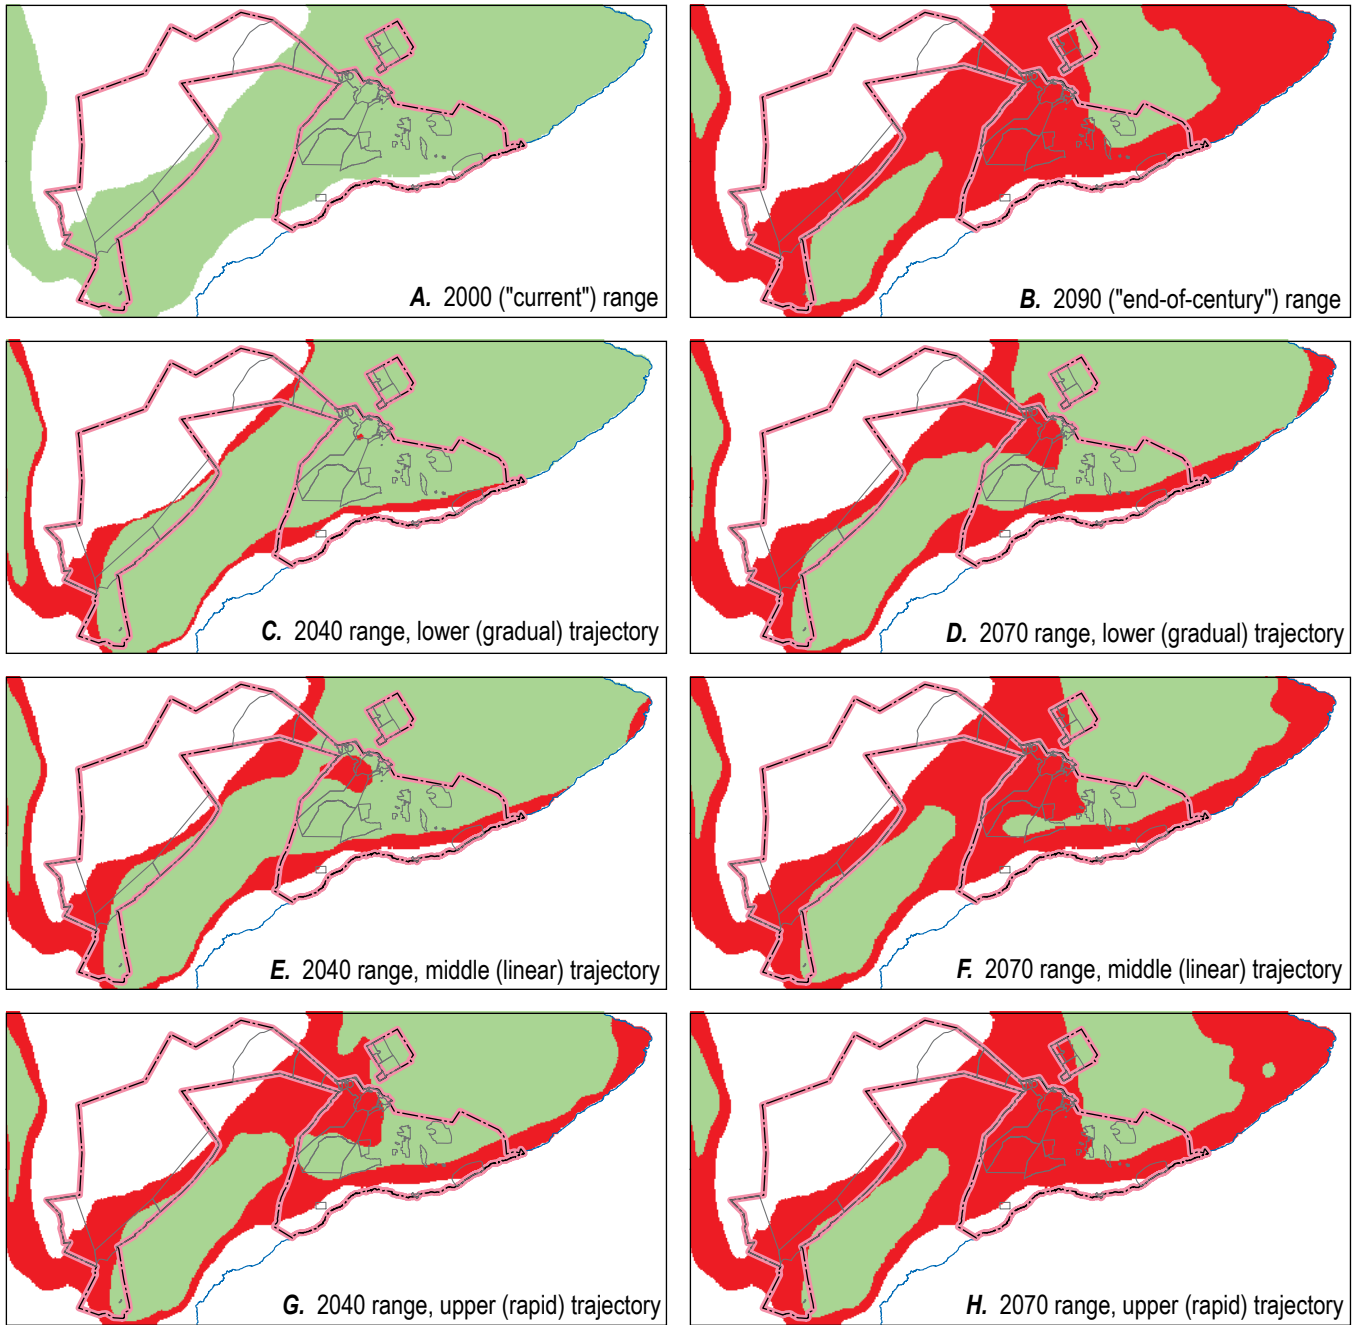 A. 2000 ("current") range
B. 2090 ("end-of-century") range
C. 2040 range, lower (gradual) trajectory
D. 2070 range, lower (gradual) trajectory
E. 2040 range, middle (linear) trajectory
F. 2070 range, middle (linear) trajectory
G. 2040 range, upper (rapid) trajectory
H. 2070 range, upper (rapid) trajectory